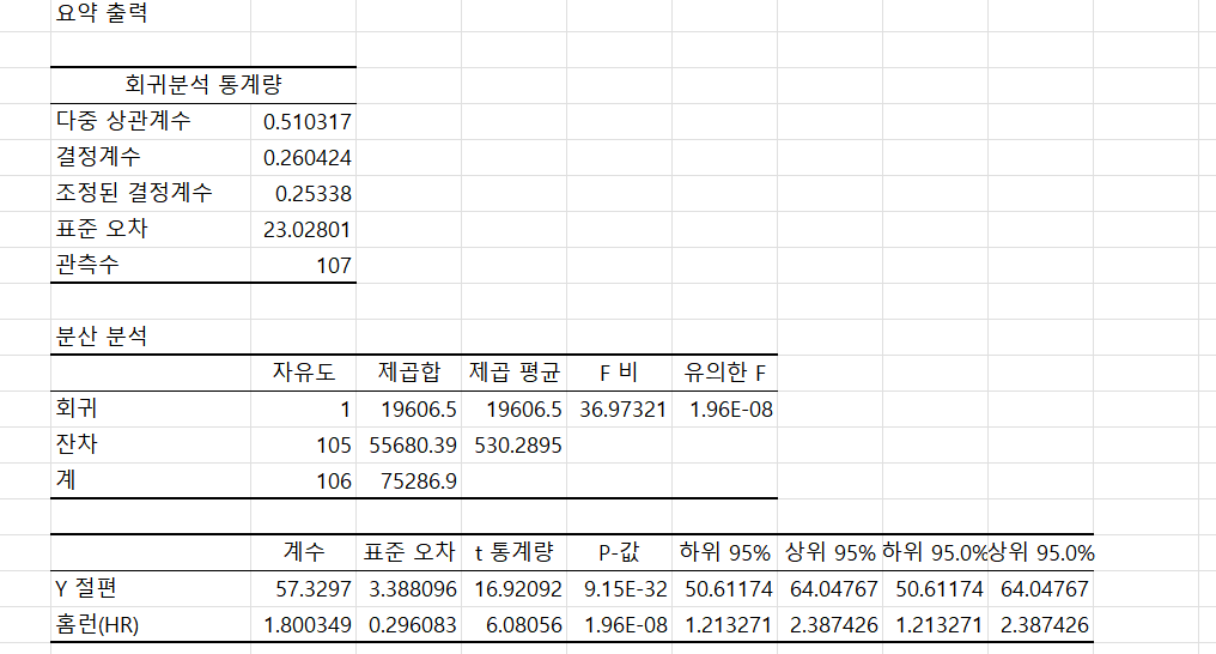 요약 출력
회귀분석 통계량
다중 상관계수 0.510317
결정계수 0.260424
조정된 결정계수 0.25338
표준 오차 23.02801
관측수 107
분산 분석
자유도 제곱합 제곱 평균 F 비 유의한 F
회귀 1 19606.5 19606.5 36.97321 1.96E-08
잔차 105 55680.39 530.2895
계 106 75286.9
계수 표준 오차 t 통계량 P-값 하위 95% 상위 95% 하위 95.0% 상위 95.0%
Y 절편 57.3297 3.388096 16.92092 9.15E-32 50.61174 64.04767 50.61174 64.04767
홈런(HR) 1.800349 0.296083 6.08056 1.96E-08 1.213271 2.387426 1.213271 2.387426